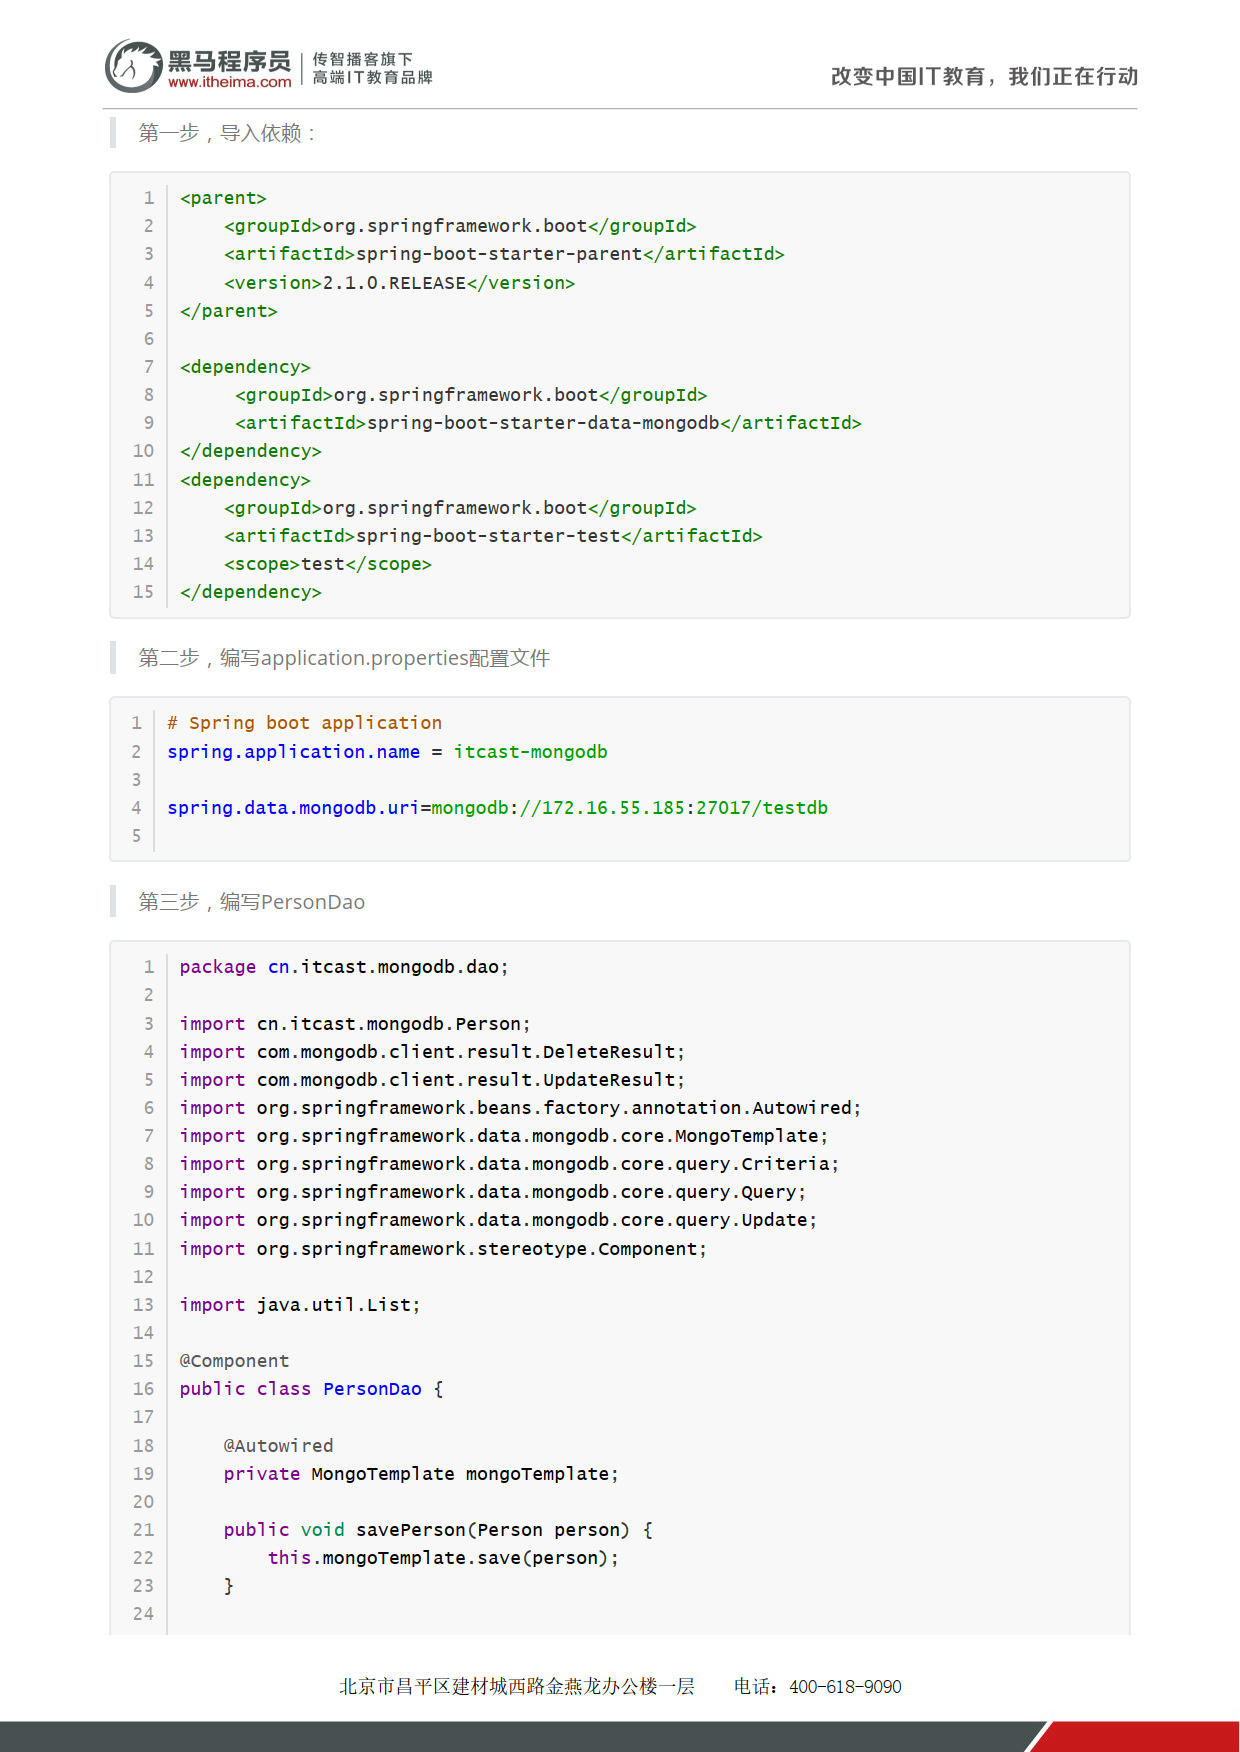 黑马程序员
www.itheima.com
传智播客旗下
高端IT教育品牌
改变中国IT教育，我们正在行动
第一步，导入依赖：
1 <parent>
2     <groupId>org.springframework.boot</groupId>
3     <artifactId>spring-boot-starter-parent</artifactId>
4     <version>2.1.0.RELEASE</version>
5 </parent>
6
7 <dependency>
8      <groupId>org.springframework.boot</groupId>
9      <artifactId>spring-boot-starter-data-mongodb</artifactId>
10 </dependency>
11 <dependency>
12     <groupId>org.springframework.boot</groupId>
13     <artifactId>spring-boot-starter-test</artifactId>
14     <scope>test</scope>
15 </dependency>
第二步，编写application.properties配置文件
1 # Spring boot application
2 spring.application.name = itcast-mongodb
3
4 spring.data.mongodb.uri=mongodb://172.16.55.185:27017/testdb
5
第三步，编写PersonDao
1 package cn.itcast.mongodb.dao;
2
3 import cn.itcast.mongodb.Person;
4 import com.mongodb.client.result.DeleteResult;
5 import com.mongodb.client.result.UpdateResult;
6 import org.springframework.beans.factory.annotation.Autowired;
7 import org.springframework.data.mongodb.core.MongoTemplate;
8 import org.springframework.data.mongodb.core.query.Criteria;
9 import org.springframework.data.mongodb.core.query.Query;
10 import org.springframework.data.mongodb.core.query.Update;
11 import org.springframework.stereotype.Component;
12
13 import java.util.List;
14
15 @Component
16 public class PersonDao {
17
18     @Autowired
19     private MongoTemplate mongoTemplate;
20
21     public void savePerson(Person person) {
22         this.mongoTemplate.save(person);
23     }
24
北京市昌平区建材城西路金燕龙办公楼一层 电话：400-618-9090